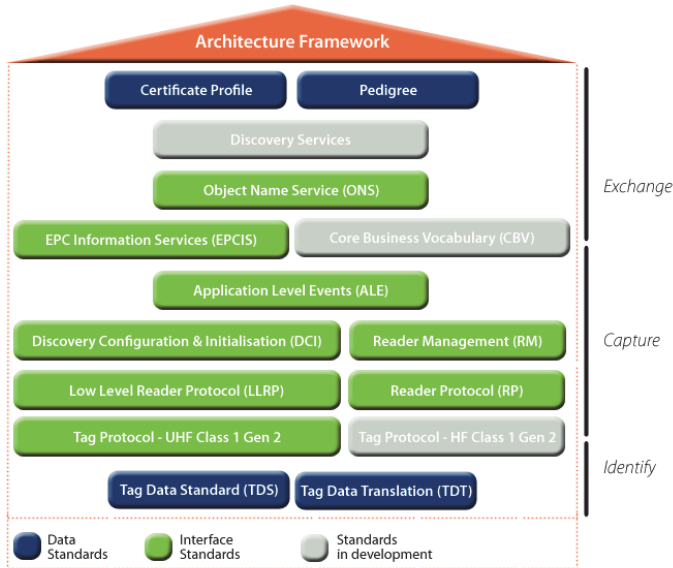 Architecture Framework
Certificate Profile
Pedigree
Discovery Services
Object Name Service (ONS)
Exchange
EPC Information Services (EPCIS)
Core Business Vocabulary (CBV)
Application Level Events (ALE)
Discovery Configuration & Initialisation (DCI)
Reader Management (RM)
Capture
Low Level Reader Protocol (LLRP)
Reader Protocol (RP)
Tag Protocol - UHF Class 1 Gen 2
Tag Protocol - HF Class 1 Gen 2
Identify
Tag Data Standard (TDS)
Tag Data Translation (TDT)
Data
Standards
Interface
Standards
Standards
in development